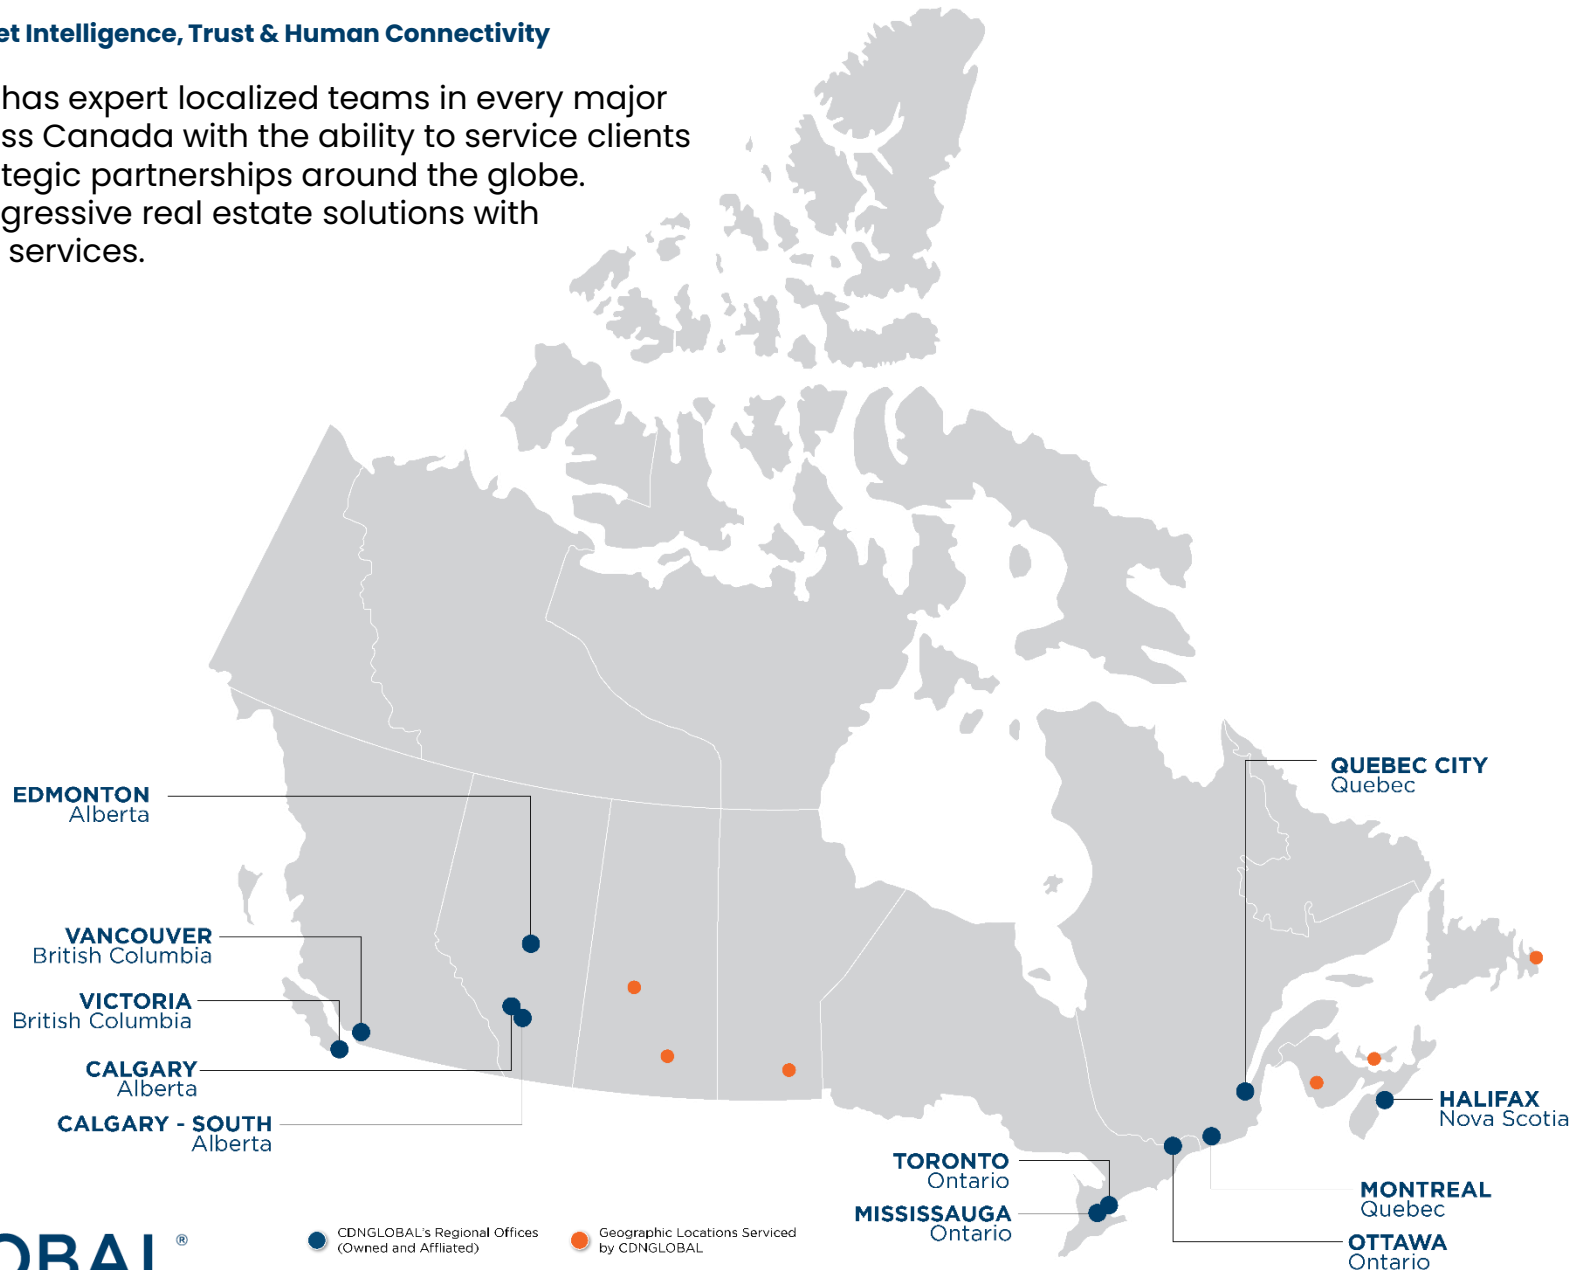 et Intelligence, Trust & Human Connectivity
has expert localized teams in every major
ss Canada with the ability to service clients
tegic partnerships around the globe.
gressive real estate solutions with
services.
EDMONTON
Alberta
VANCOUVER
British Columbia
VICTORIA
British Columbia
CALGARY
Alberta
CALGARY - SOUTH
Alberta
QUEBEC CITY
Quebec
HALIFAX
Nova Scotia
TORONTO
Ontario
MISSISSAUGA
Ontario
MONTREAL
Quebec
OTTAWA
Ontario
OBAL®
CDNGLOBAL's Regional Offices
(Owned and Affliated)
Geographic Locations Serviced
by CDNGLOBAL